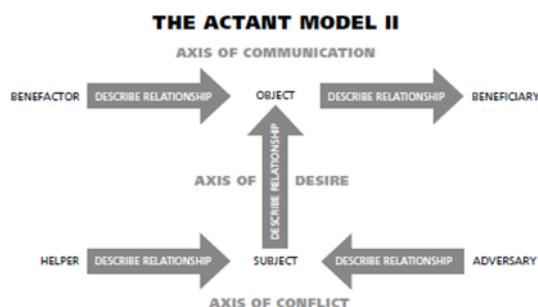 THE ACTANT MODEL II
AXIS OF COMMUNICATION
BENEFACTOR DESCRIBE RELATIONSHIP OBJECT DESCRIBE RELATIONSHIP BENEFICIARY
DESCRIBE RELATIONSHIP
AXIS OF DESIRE
HELPER DESCRIBE RELATIONSHIP SUBJECT DESCRIBE RELATIONSHIP ADVERSARY
AXIS OF CONFLICT